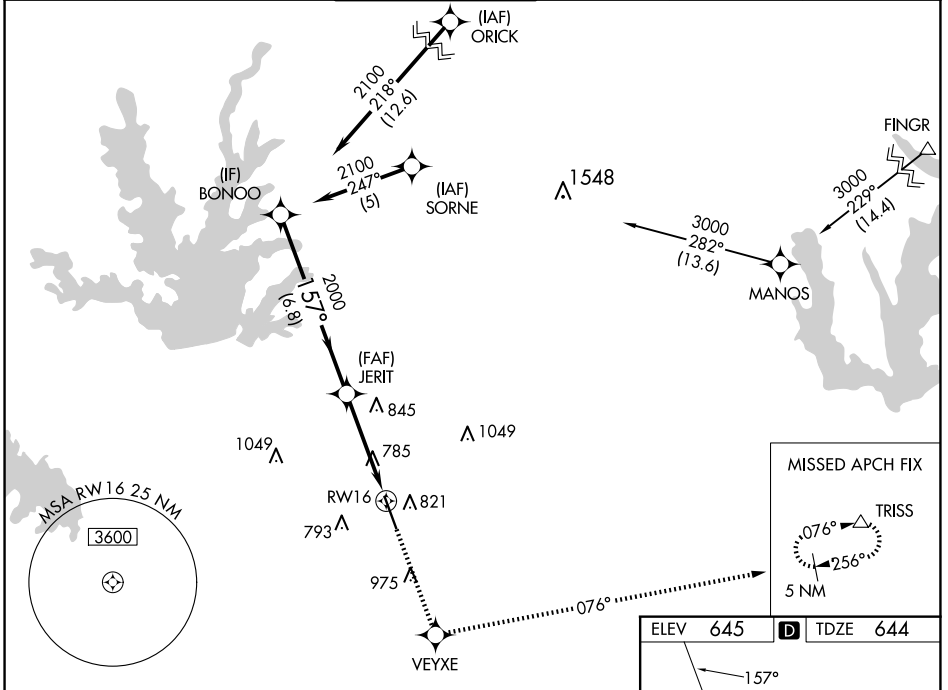 (IAF)
ORICK
2100
218°
(12.6)
FINGR
3000
229°
(14.4)
2100
247°
(5)
(IAF)
SORNE
1548
(IF)
BONOO
3000
282°
(13.6)
MANOS
2000
157°
(6.8)
(FAF)
JERIT
845
1049
1049
785
RW16
821
793
975
MSA RW16 25 NM
3600
MISSED APCH FIX
TRISS
076°
256°
5 NM
076°
VEYXE
ELEV 645 D TDZE 644
157°